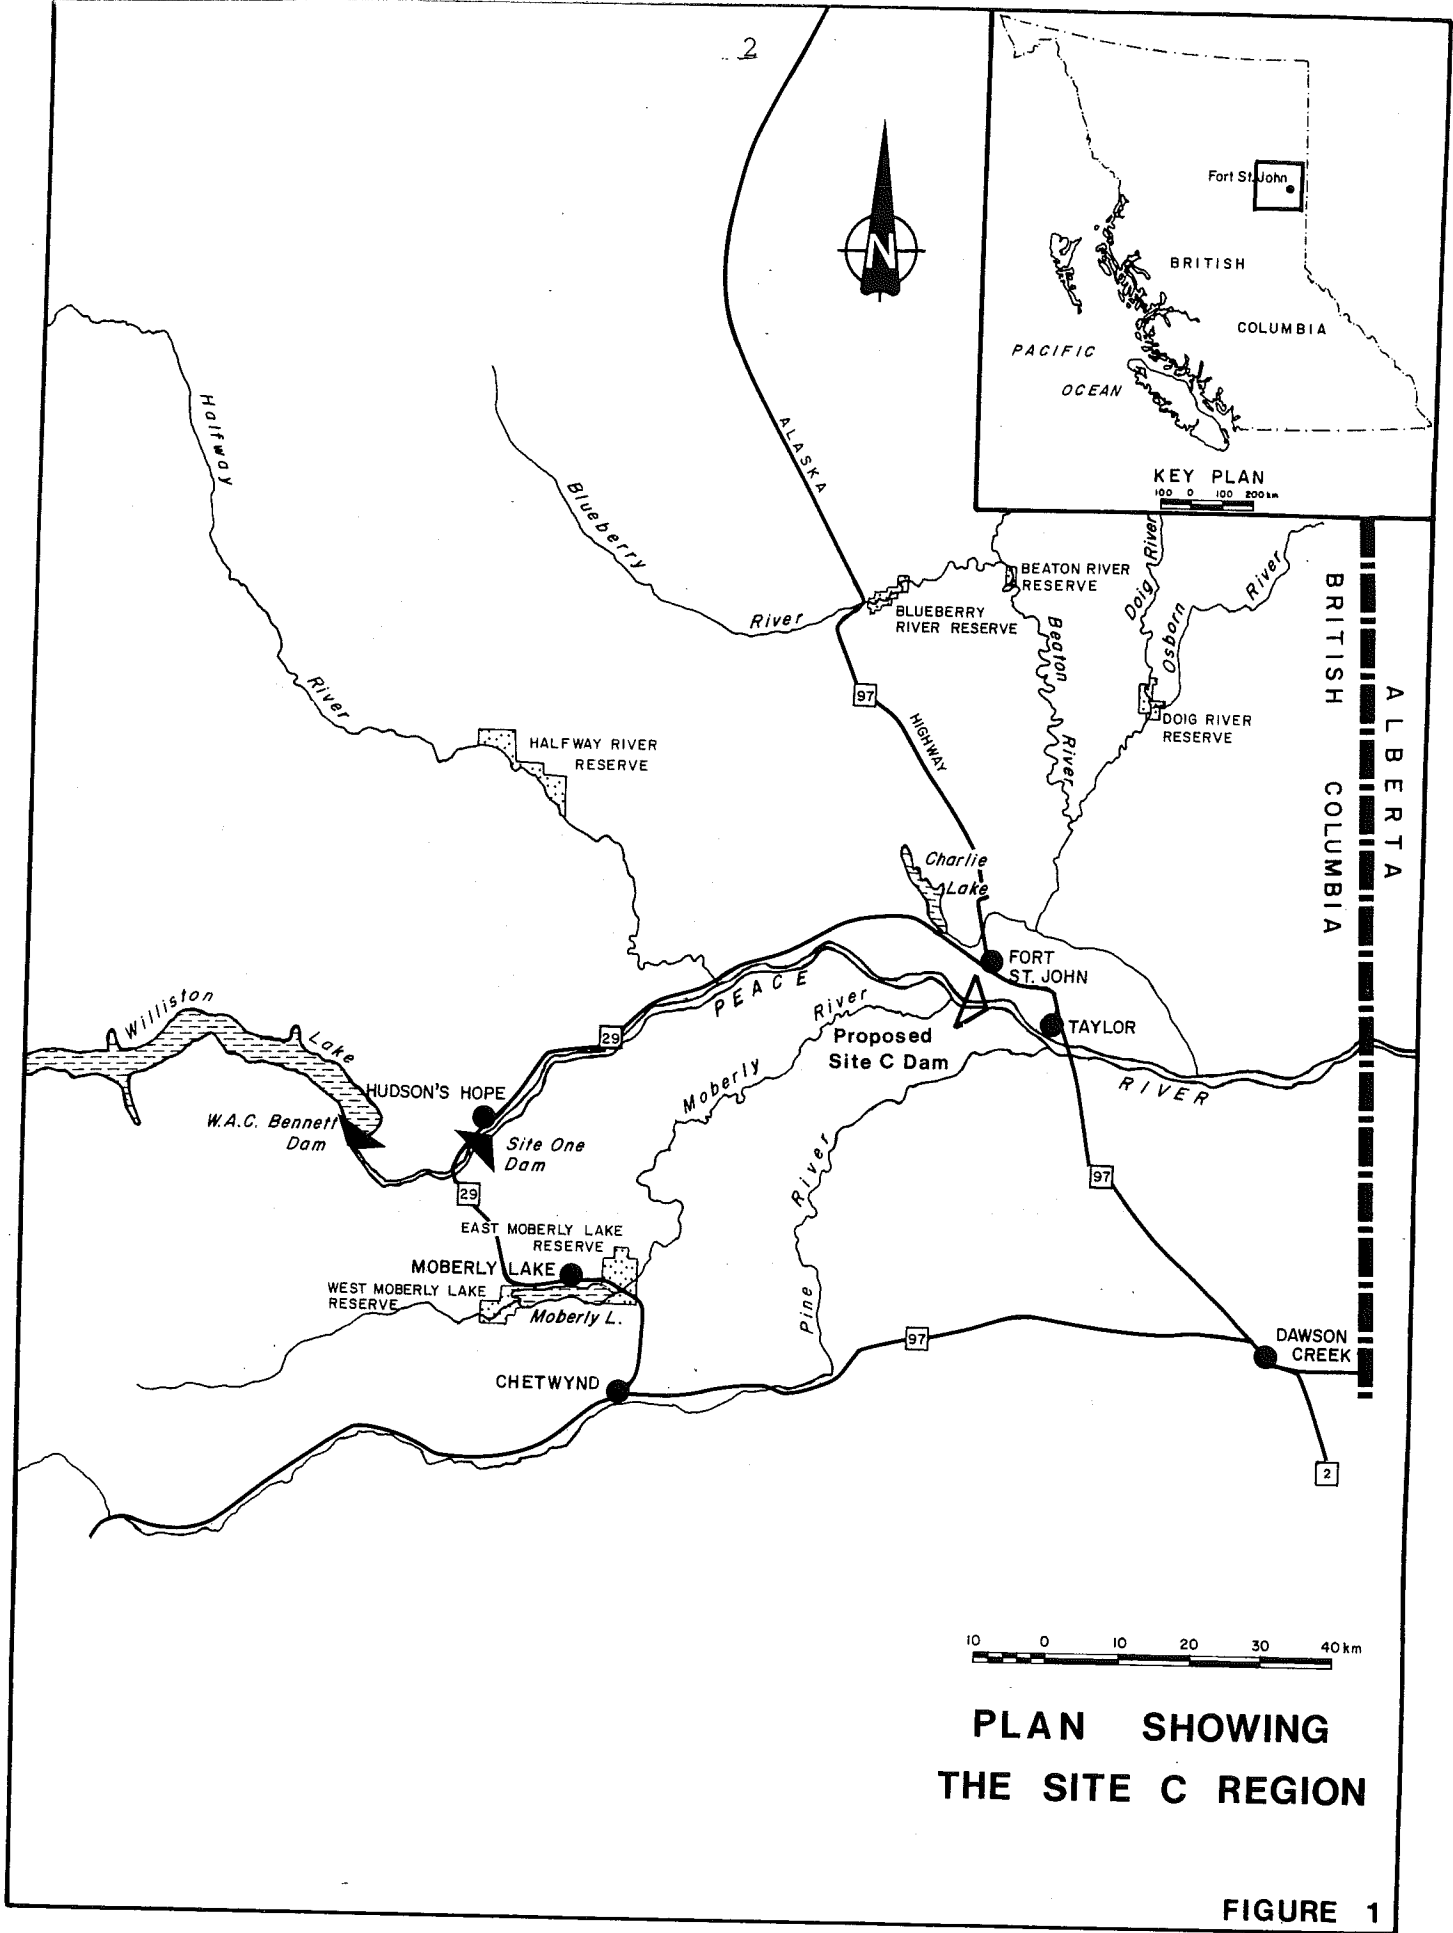 2
N
Fort St. John
BRITISH
COLUMBIA
PACIFIC
OCEAN
KEY PLAN
100 0 100 200 km
Halfway
River
Blueberry
River
ALASKA
HIGHWAY
97
BEATON RIVER
RESERVE
BLUEBERRY
RIVER RESERVE
Beaton
River
Doig River
Osborn
River
DOIG RIVER
RESERVE
BRITISH COLUMBIA
ALBERTA
HALFWAY RIVER
RESERVE
Charlie
Lake
FORT
ST. JOHN
TAYLOR
PEACE
RIVER
Proposed
Site C Dam
Moberly
River
Williston
Lake
29
HUDSON'S HOPE
W.A.C. Bennett
Dam
Site One
Dam
29
EAST MOBERLY LAKE
RESERVE
MOBERLY LAKE
WEST MOBERLY LAKE
RESERVE
Moberly L.
Pine
River
97
97
CHETWYND
DAWSON
CREEK
2
10 0 10 20 30 40 km
PLAN SHOWING
THE SITE C REGION
FIGURE 1